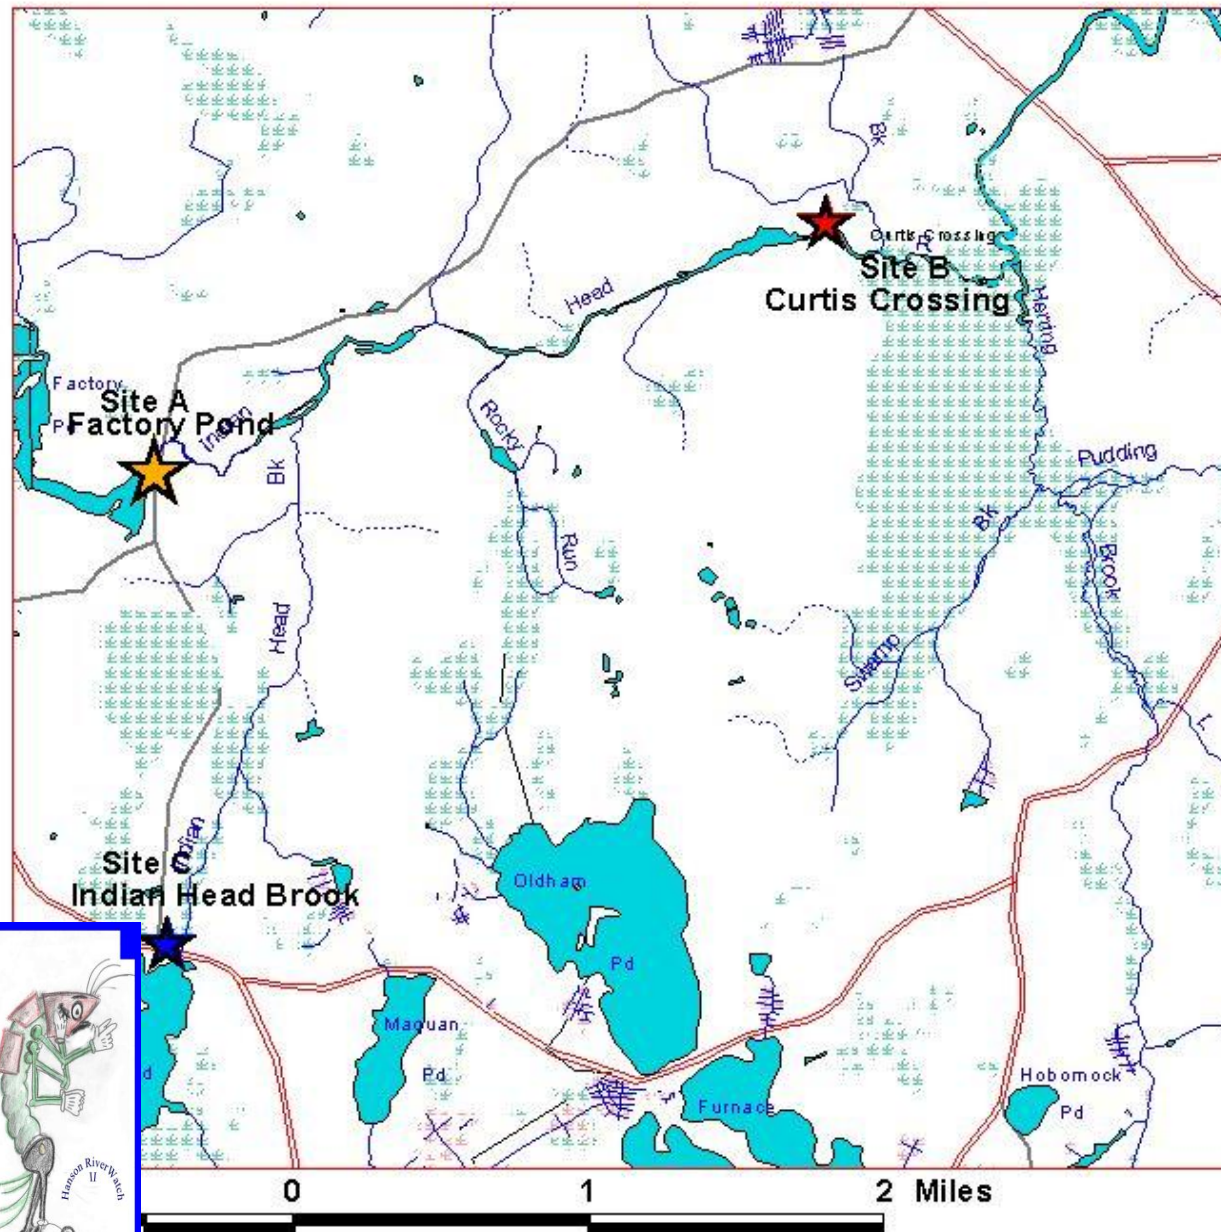 Bk
Curtis Crossing
R
Site B
Curtis Crossing
Head
Herring
Factory
Site A
Factory Pond
Indian
Rocky
Bk
Pudding
Bk
Run
Brook
Head
Swamp
L
Indian
Site C
Indian Head Brook
Oldham
Pd
Maquan
Pd
d
Furnace
Hobomock
Pd
Hanson RiverWatch
II
0 1 2 Miles